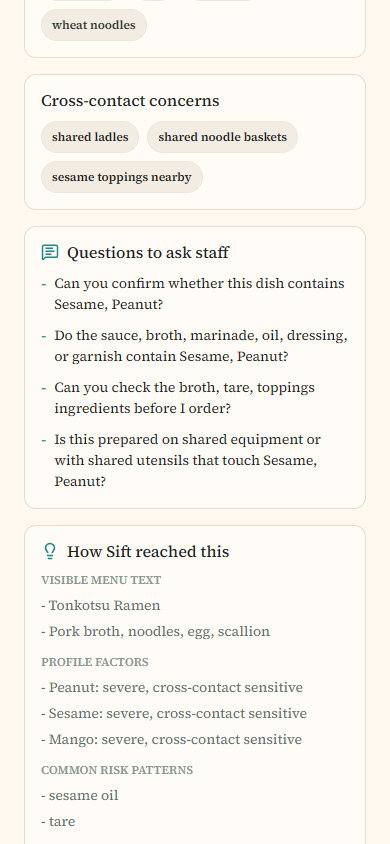 wheat noodles
Cross-contact concerns
shared ladles shared noodle baskets
sesame toppings nearby
Questions to ask staff
- Can you confirm whether this dish contains
Sesame, Peanut?
- Do the sauce, broth, marinade, oil, dressing,
or garnish contain Sesame, Peanut?
- Can you check the broth, tare, toppings
ingredients before I order?
- Is this prepared on shared equipment or
with shared utensils that touch Sesame,
Peanut?
How Sift reached this
VISIBLE MENU TEXT
- Tonkotsu Ramen
- Pork broth, noodles, egg, scallion
PROFILE FACTORS
- Peanut: severe, cross-contact sensitive
- Sesame: severe, cross-contact sensitive
- Mango: severe, cross-contact sensitive
COMMON RISK PATTERNS
- sesame oil
- tare